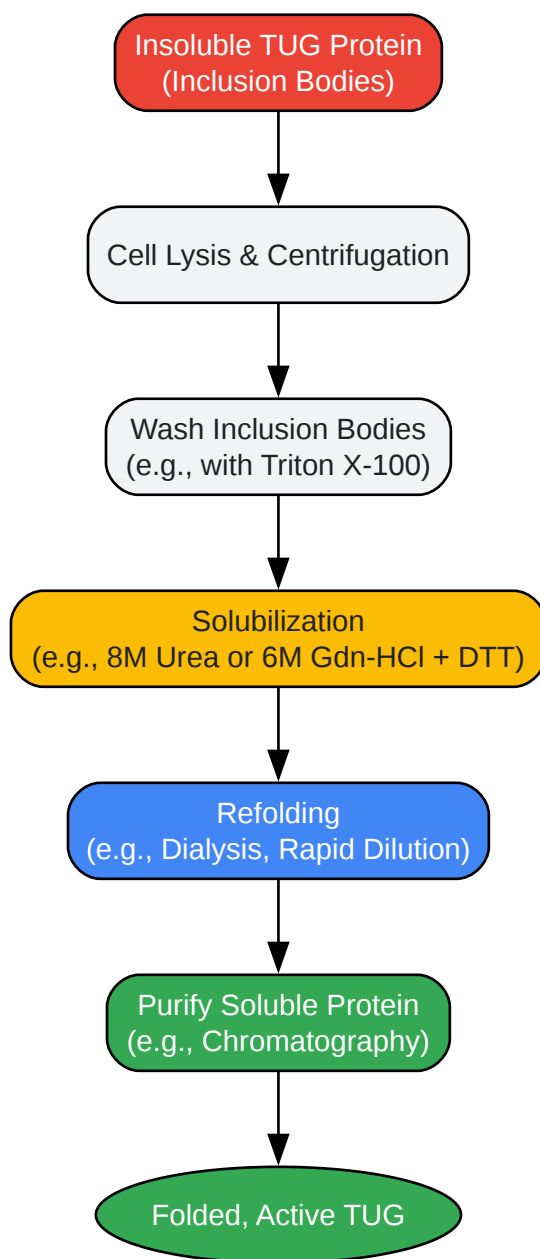 Insoluble TUG Protein
(Inclusion Bodies)
Cell Lysis & Centrifugation
Wash Inclusion Bodies
(e.g., with Triton X-100)
Solubilization
(e.g., 8M Urea or 6M Gdn-HCl + DTT)
Refolding
(e.g., Dialysis, Rapid Dilution)
Purify Soluble Protein
(e.g., Chromatography)
Folded, Active TUG